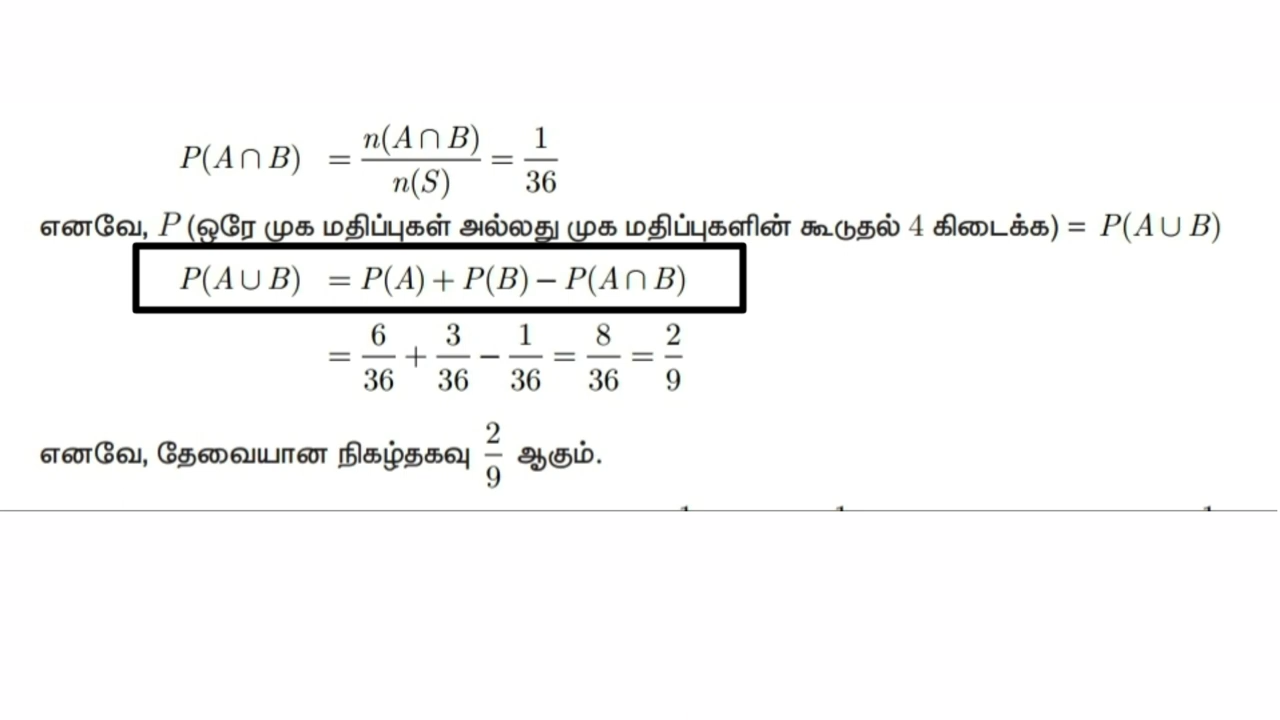 P(A∩B) = n(A∩B)/n(S) = 1/36
எனவே, P (ஒரே முக மதிப்புகள் அல்லது முக மதிப்புகளின் கூடுதல் 4 கிடைக்க) = P(A∪B)
P(A∪B) = P(A) + P(B) − P(A∩B)
= 6/36 + 3/36 − 1/36 = 8/36 = 2/9
எனவே, தேவையான நிகழ்தகவு 2/9 ஆகும்.